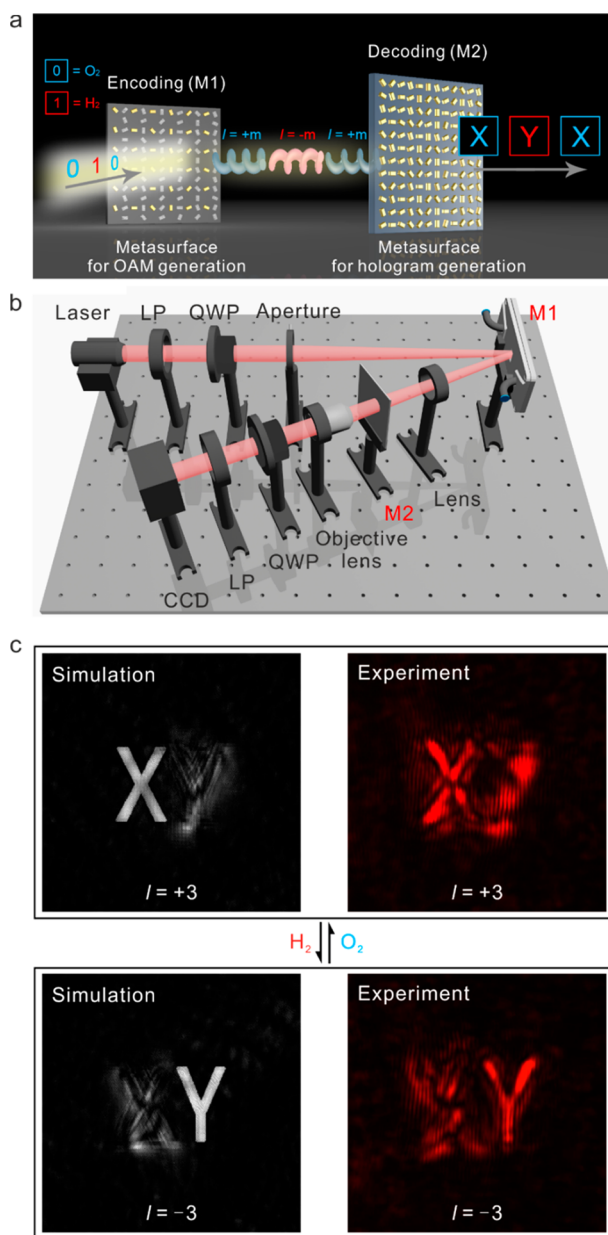 a
0 = O₂
1 = H₂
Encoding (M1)
Decoding (M2)
l = +m l = -m l = +m
0 1 0
X Y X
Metasurface
for OAM generation
Metasurface
for hologram generation
b
Laser LP QWP Aperture M1
Lens
M2
Objective
lens
QWP
LP
CCD
c
Simulation
X
l = +3
Experiment
X
l = +3
H₂ O₂
Simulation
X Y
l = −3
Experiment
Y
l = −3